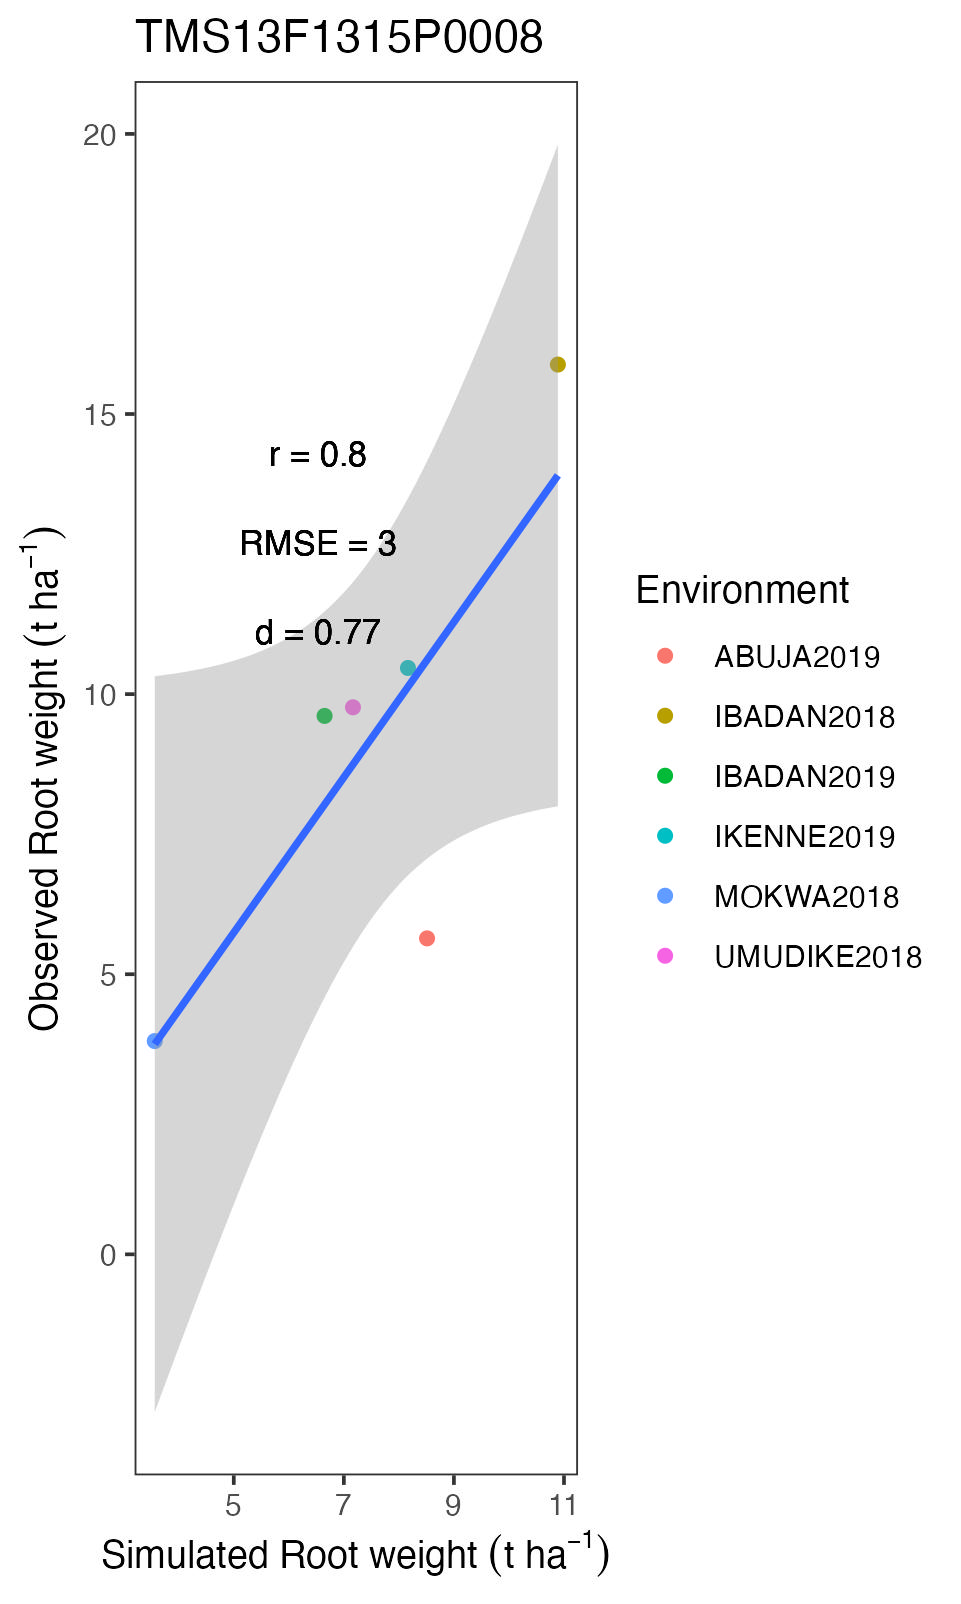 TMS13F1315P0008
20
15
10
5
0
r = 0.8
RMSE = 3
d = 0.77
5 7 9 11
Simulated Root weight (t ha⁻¹)
Observed Root weight (t ha⁻¹)
Environment
ABUJA2019
IBADAN2018
IBADAN2019
IKENNE2019
MOKWA2018
UMUDIKE2018